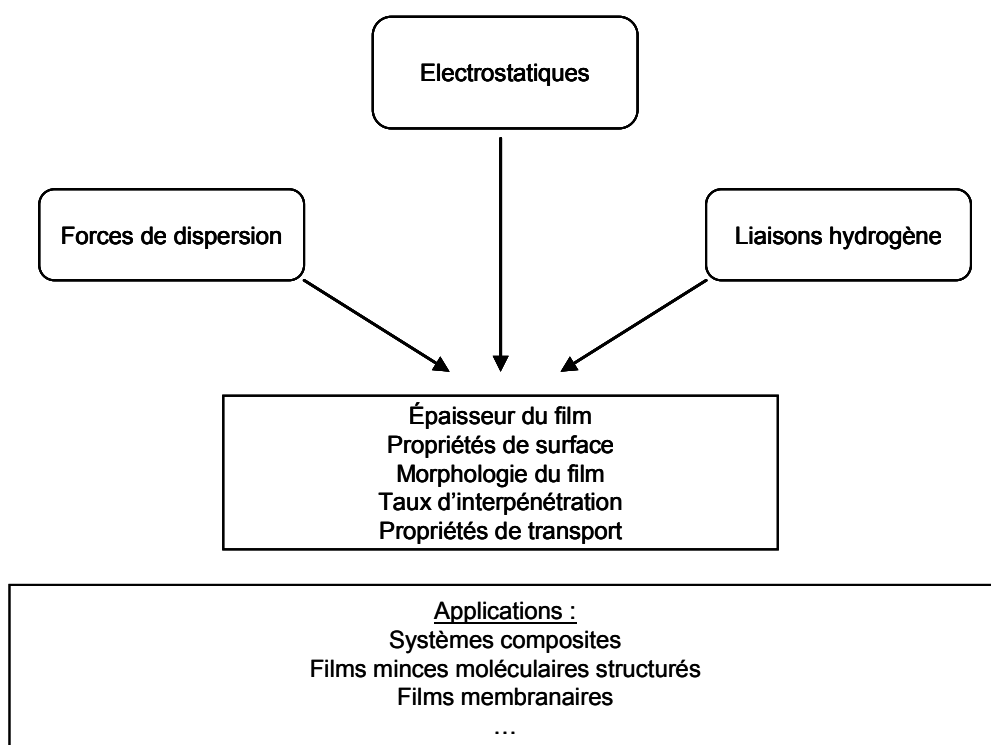 Electrostatiques
Forces de dispersion
Liaisons hydrogène
Épaisseur du film
Propriétés de surface
Morphologie du film
Taux d'interpénétration
Propriétés de transport
Applications :
Systèmes composites
Films minces moléculaires structurés
Films membranaires
…